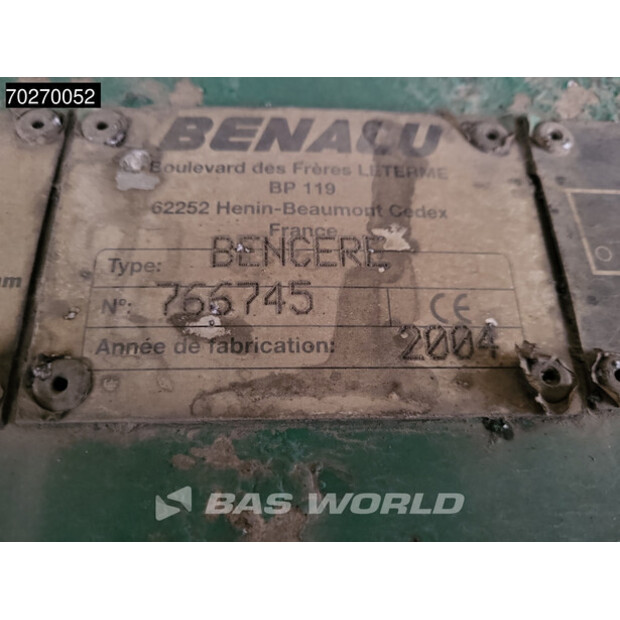 70270052
BENALU
Boulevard des Frères LETERME
BP 119
62252 Henin-Beaumont Cedex
France
Type: BENCERE
N°: 766745 CE
Année de fabrication: 2004
BAS WORLD